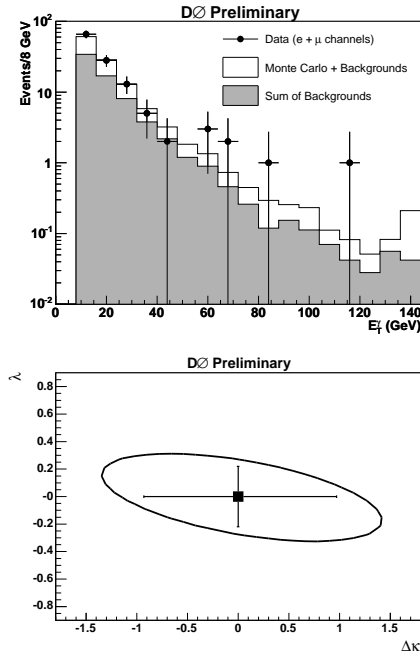 DØ Preliminary
Events/8 GeV
Data (e + μ channels)
Monte Carlo + Backgrounds
Sum of Backgrounds
10²
10
1
10⁻¹
10⁻²
0 20 40 60 80 100 120 140
E_T^γ (GeV)
DØ Preliminary
λ
0.8
0.6
0.4
0.2
-0
-0.2
-0.4
-0.6
-0.8
-1.5 -1 -0.5 0 0.5 1 1.5
Δκ